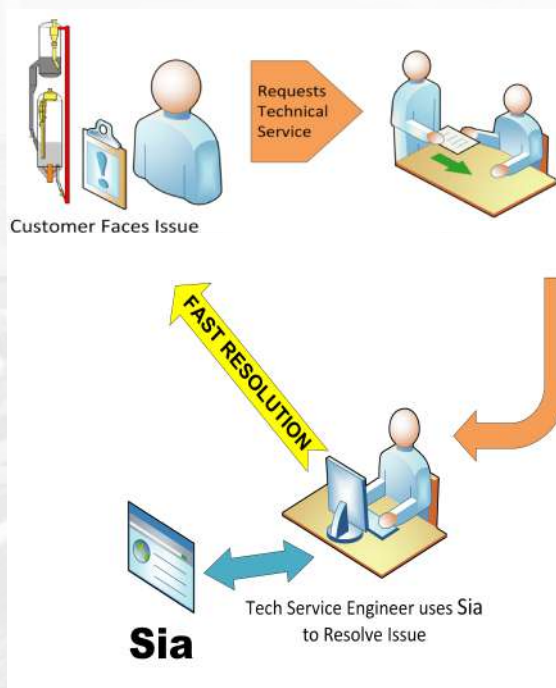 Requests
Technical
Service
Customer Faces Issue
FAST RESOLUTION
Tech Service Engineer uses Sia
to Resolve Issue
Sia